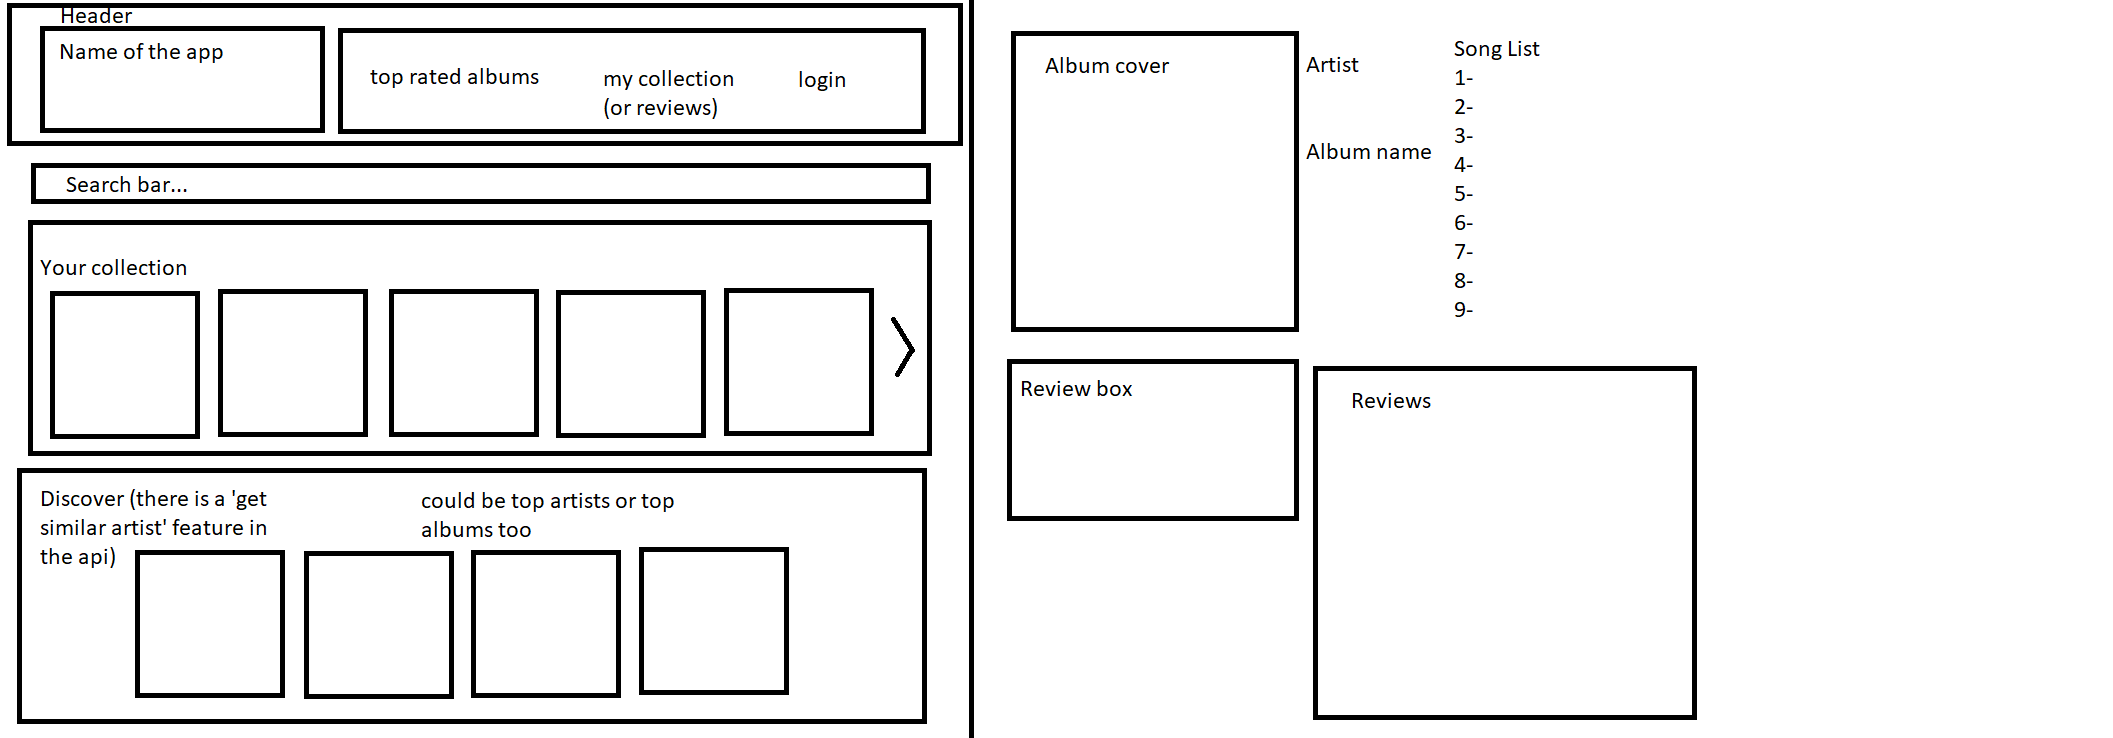 Header
Name of the app
top rated albums
my collection
(or reviews)
login
Search bar...
Your collection
Discover (there is a 'get
similar artist' feature in
the api)
could be top artists or top
albums too
Album cover
Artist
Album name
Song List
1-
2-
3-
4-
5-
6-
7-
8-
9-
Review box
Reviews